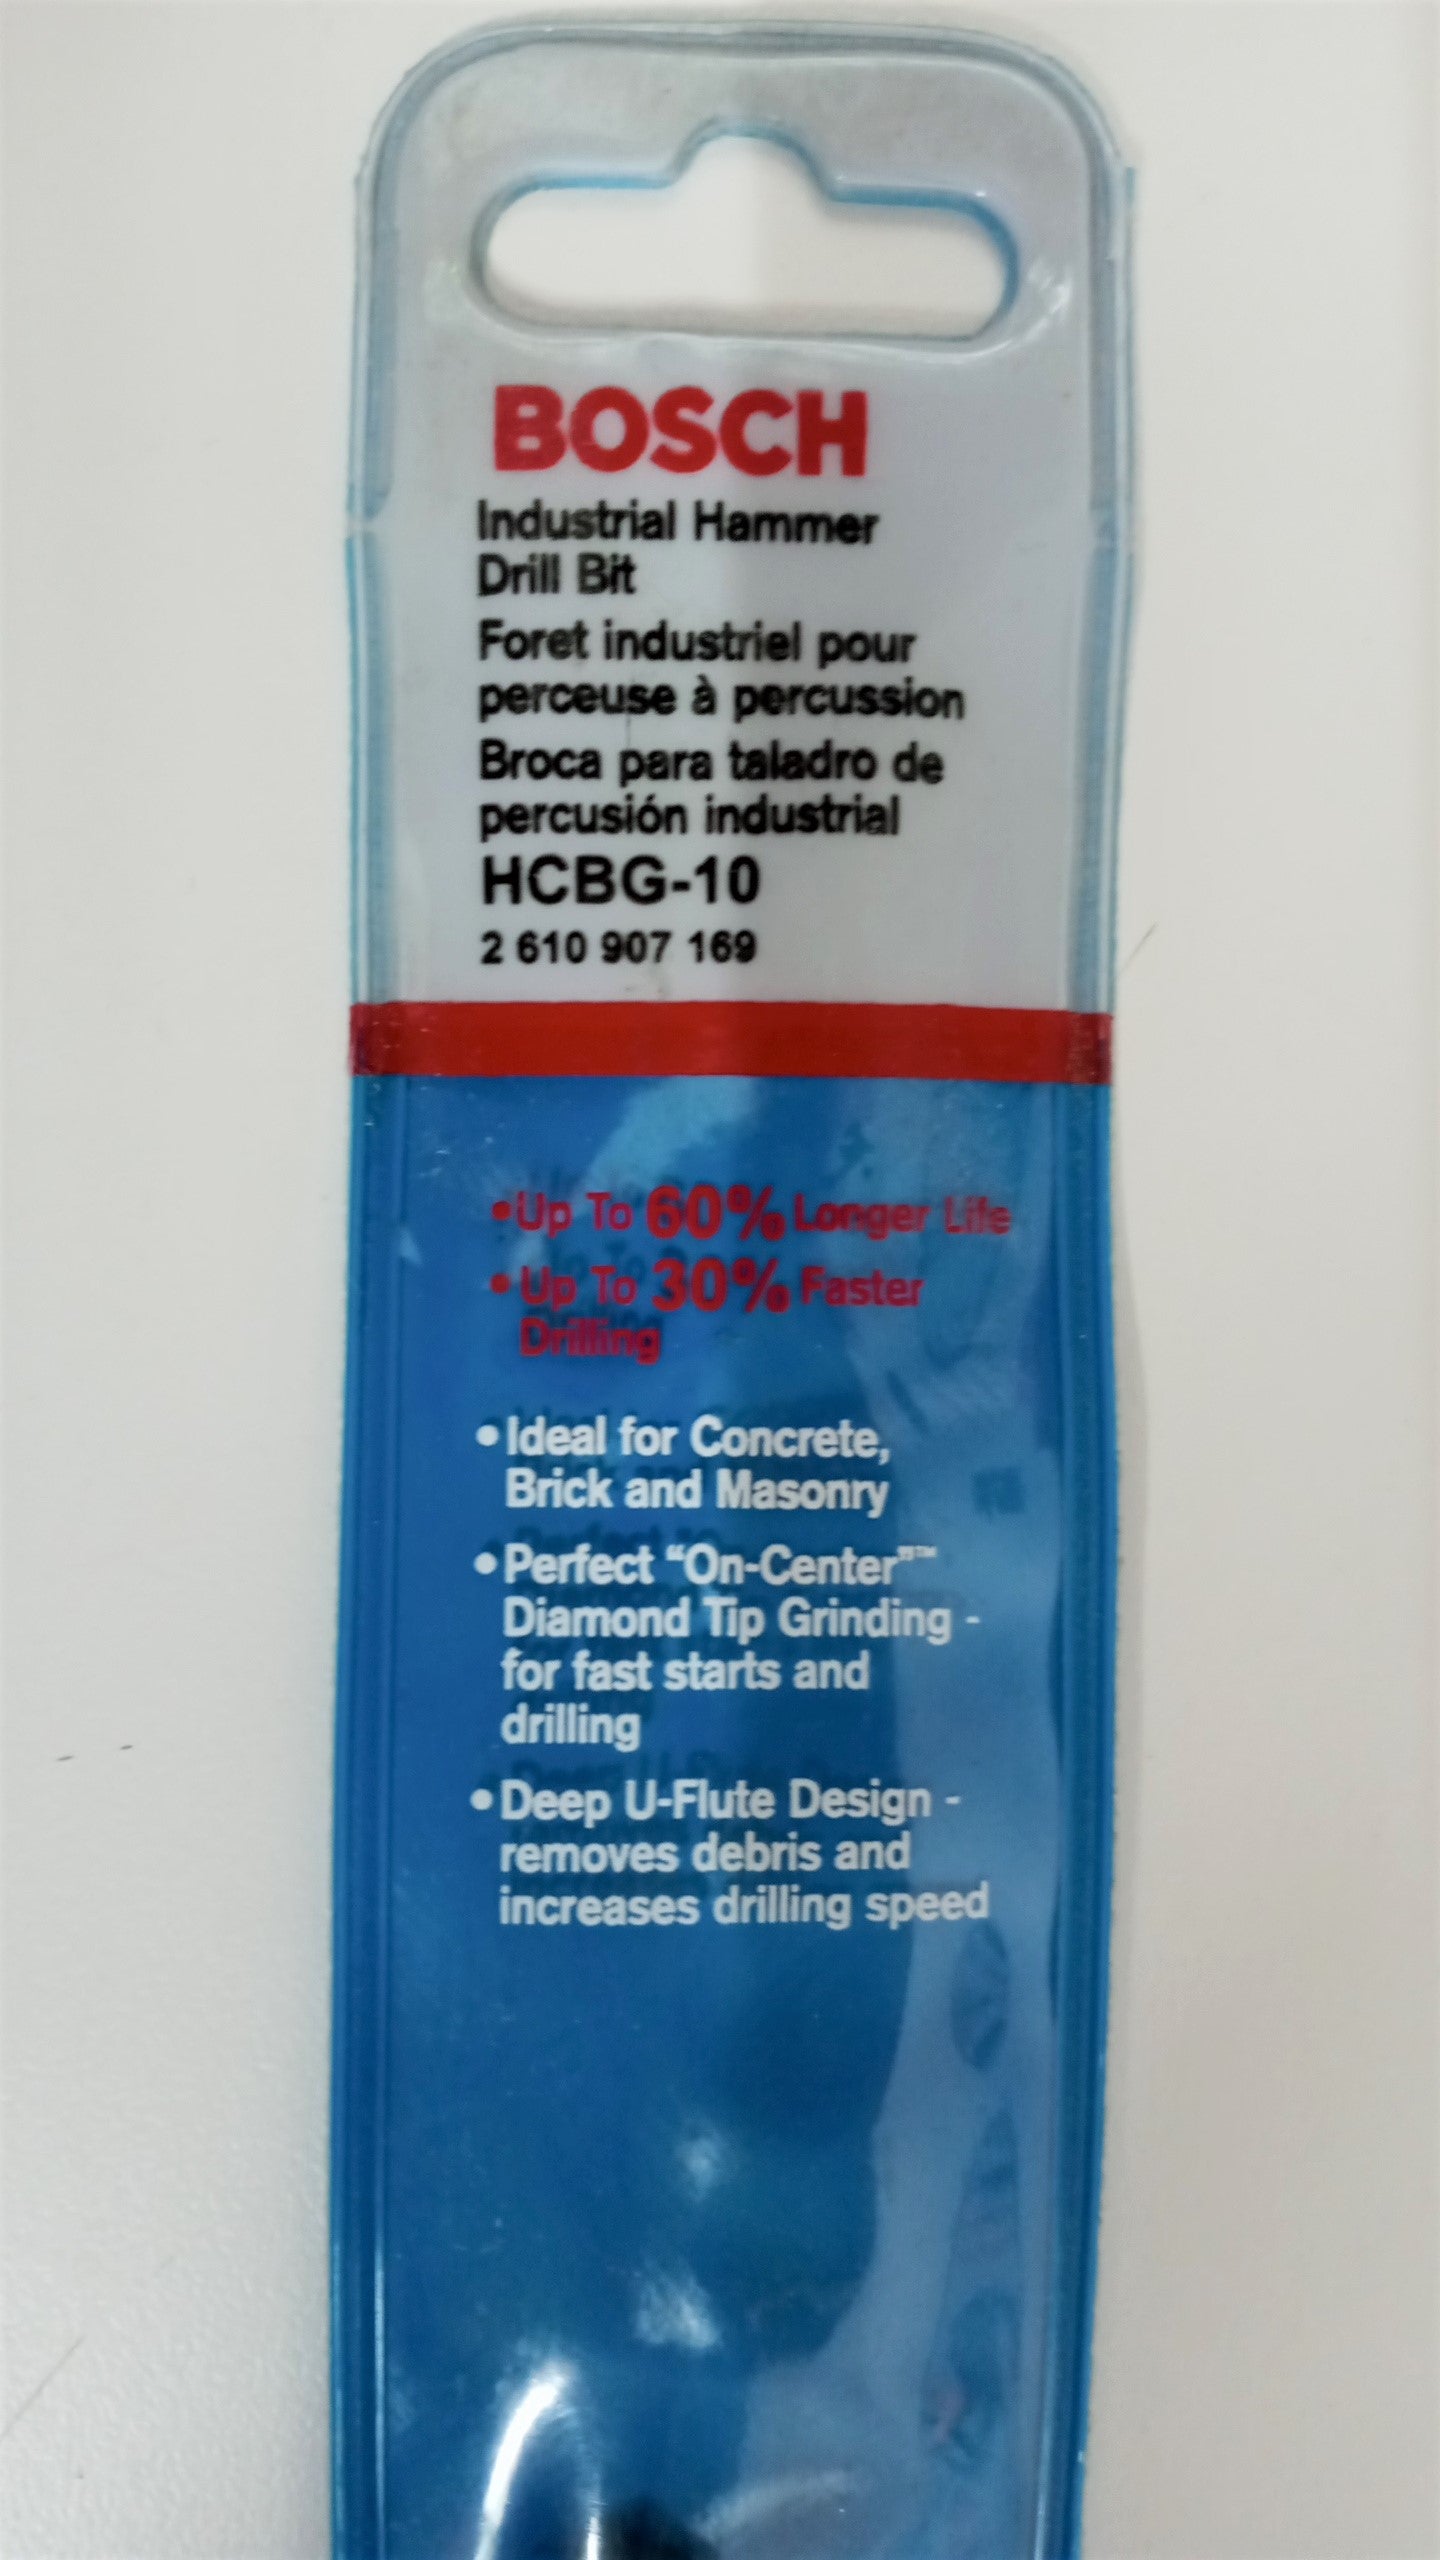 BOSCH
Industrial Hammer
Drill Bit
Foret industriel pour
perceuse à percussion
Broca para taladro de
percusión industrial
HCBG-10
2 610 907 169
•Up To 60% Longer Life
•Up To 30% Faster
Drilling
•Ideal for Concrete,
Brick and Masonry
•Perfect “On-Center”™
Diamond Tip Grinding -
for fast starts and
drilling
•Deep U-Flute Design -
removes debris and
increases drilling speed